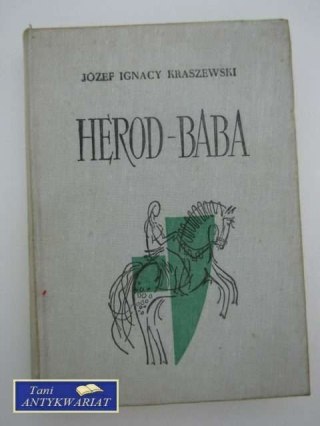 JÓZEF IGNACY KRASZEWSKI
HEROD-BABA
Tani
ANTYKWARIAT